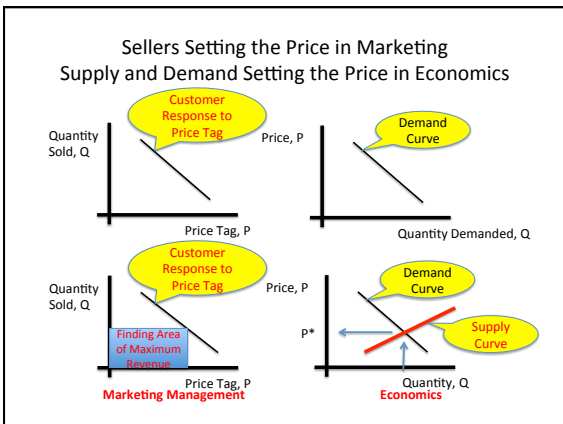 Sellers Setting the Price in Marketing
Supply and Demand Setting the Price in Economics
Customer
Response to
Price Tag
Quantity
Sold, Q
Price Tag, P
Price, P
Demand
Curve
Quantity Demanded, Q
Customer
Response to
Price Tag
Quantity
Sold, Q
Finding Area
of Maximum
Revenue
Price Tag, P
Marketing Management
Price, P
Demand
Curve
P*
Supply
Curve
Quantity, Q
Economics